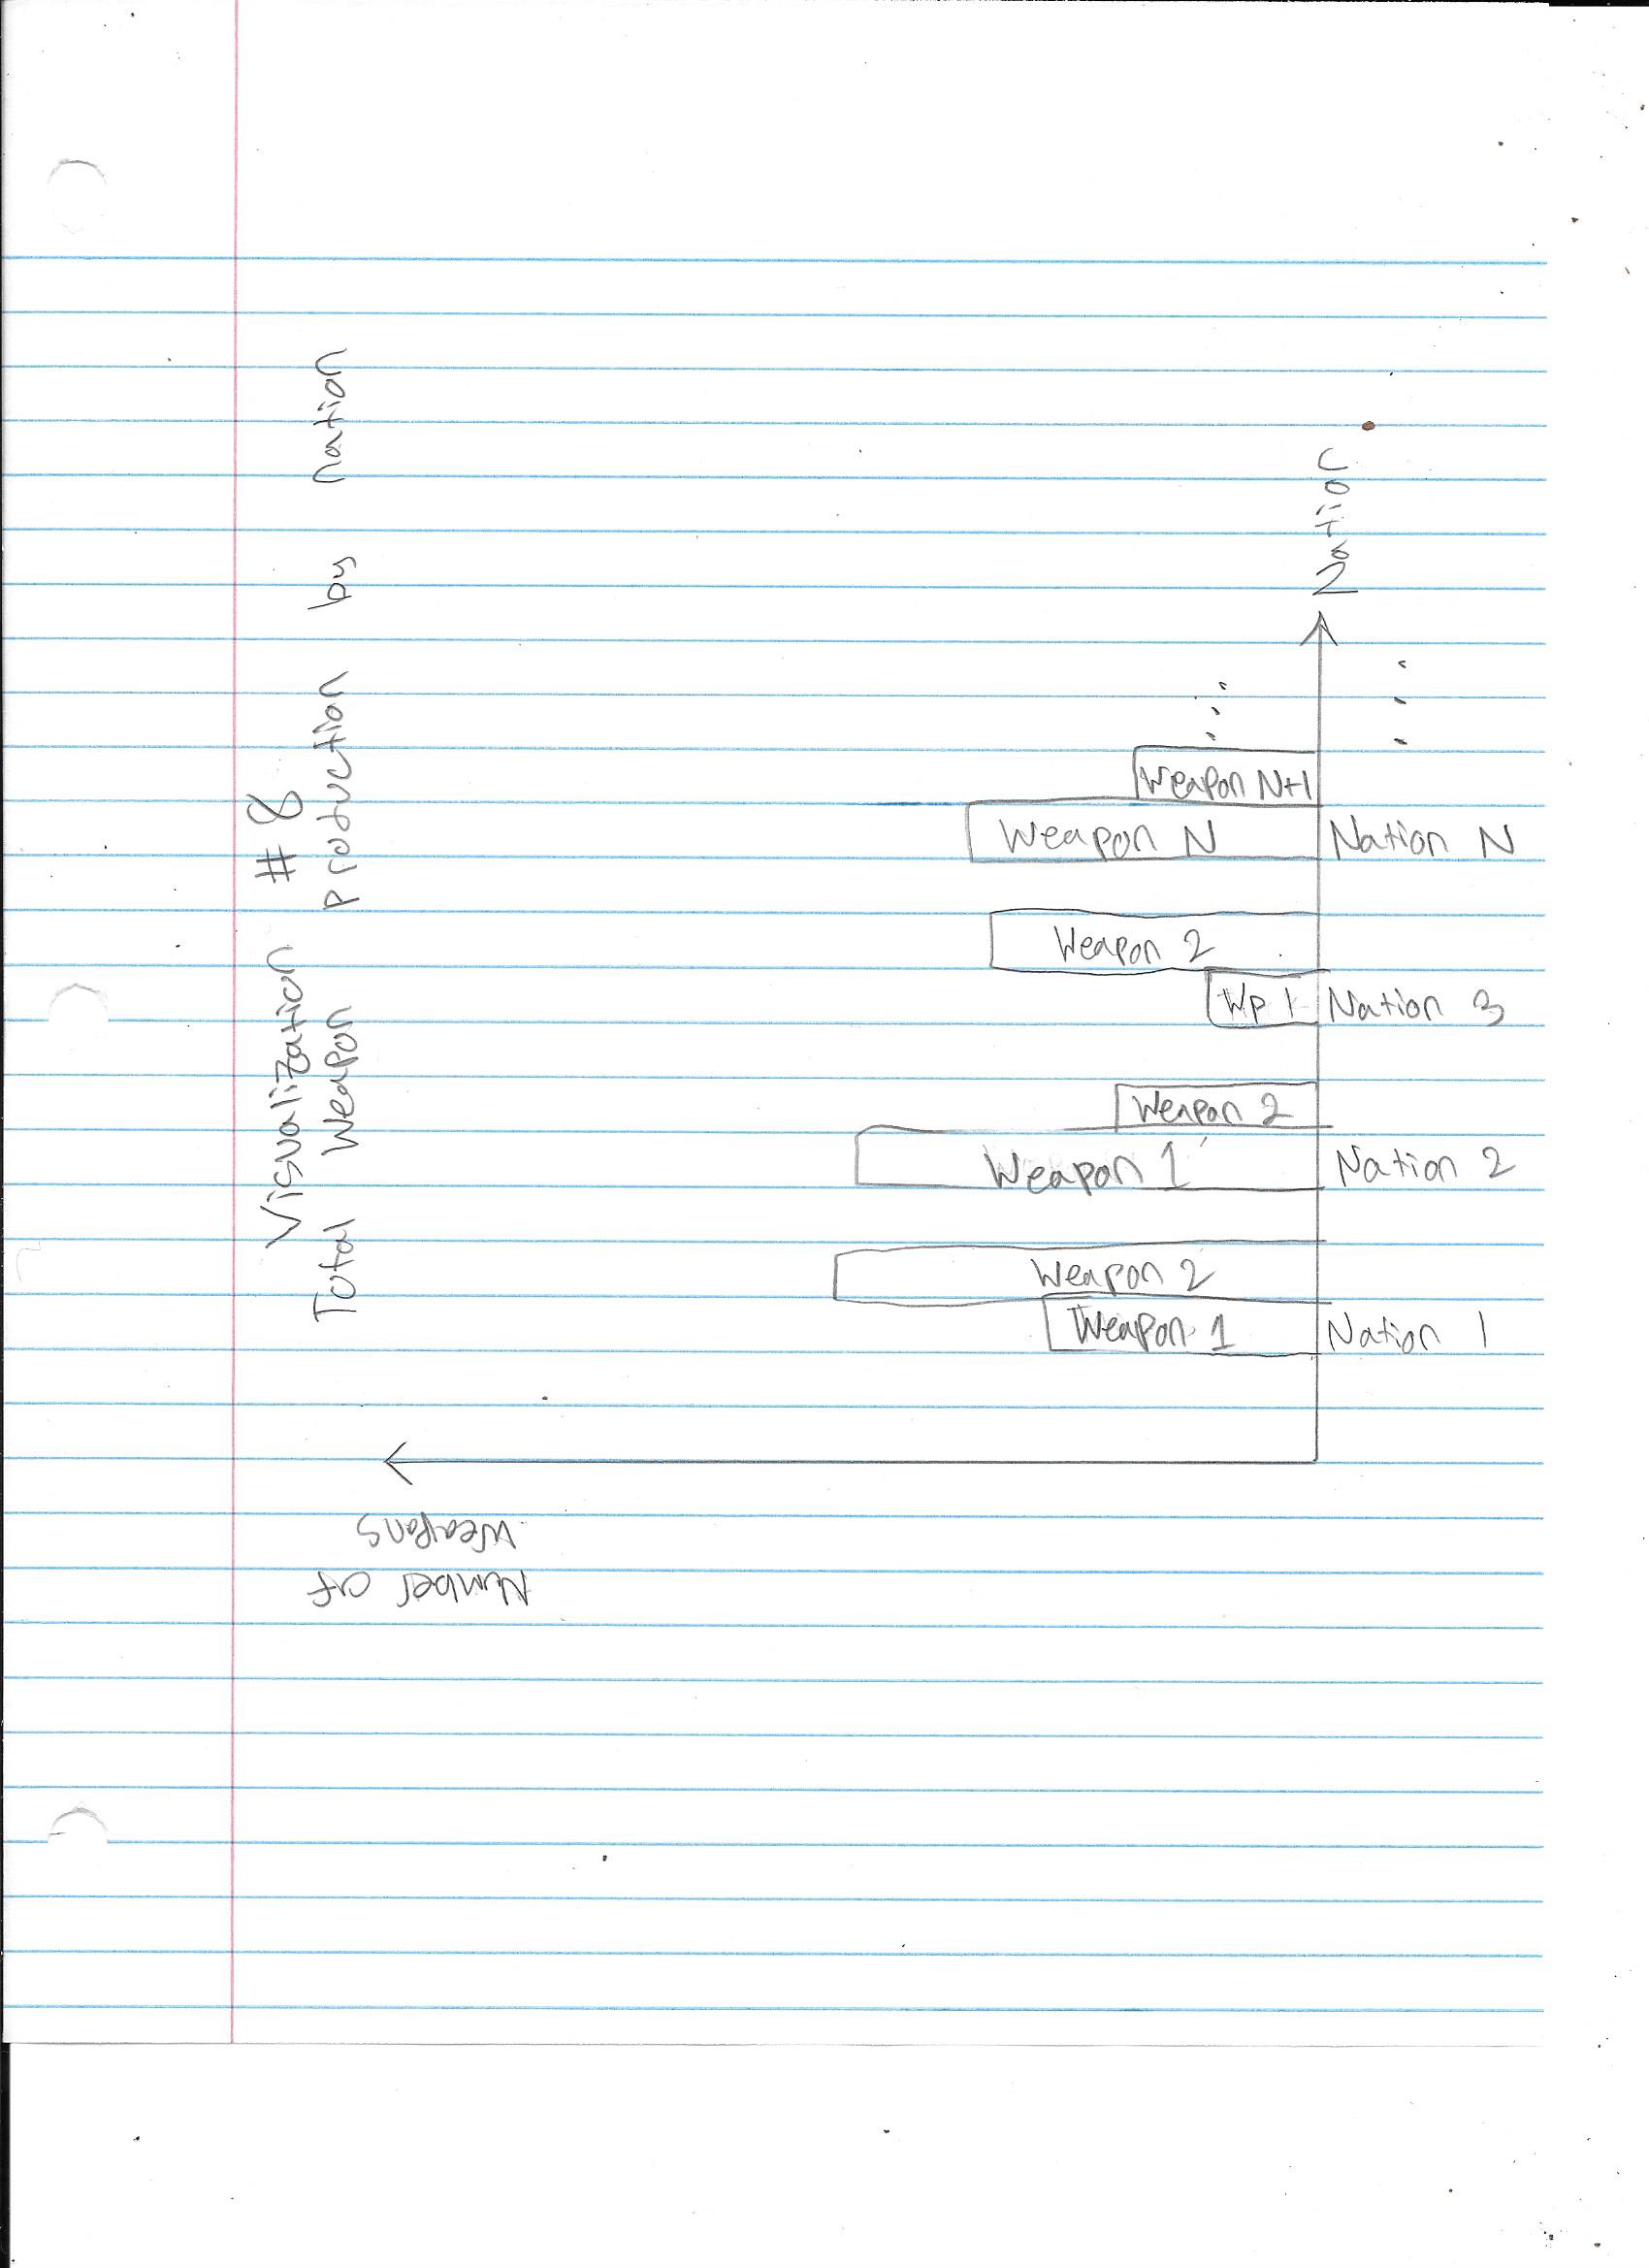 Visualization #8
Total Weapon production by nation
Number of
Weapons
Weapon 1
Weapon 2
Weapon 1
Weapon 2
Wp 1
Weapon 2
Weapon N
Weapon N+1
...
Nation 1
Nation 2
Nation 3
Nation N
...
Nation